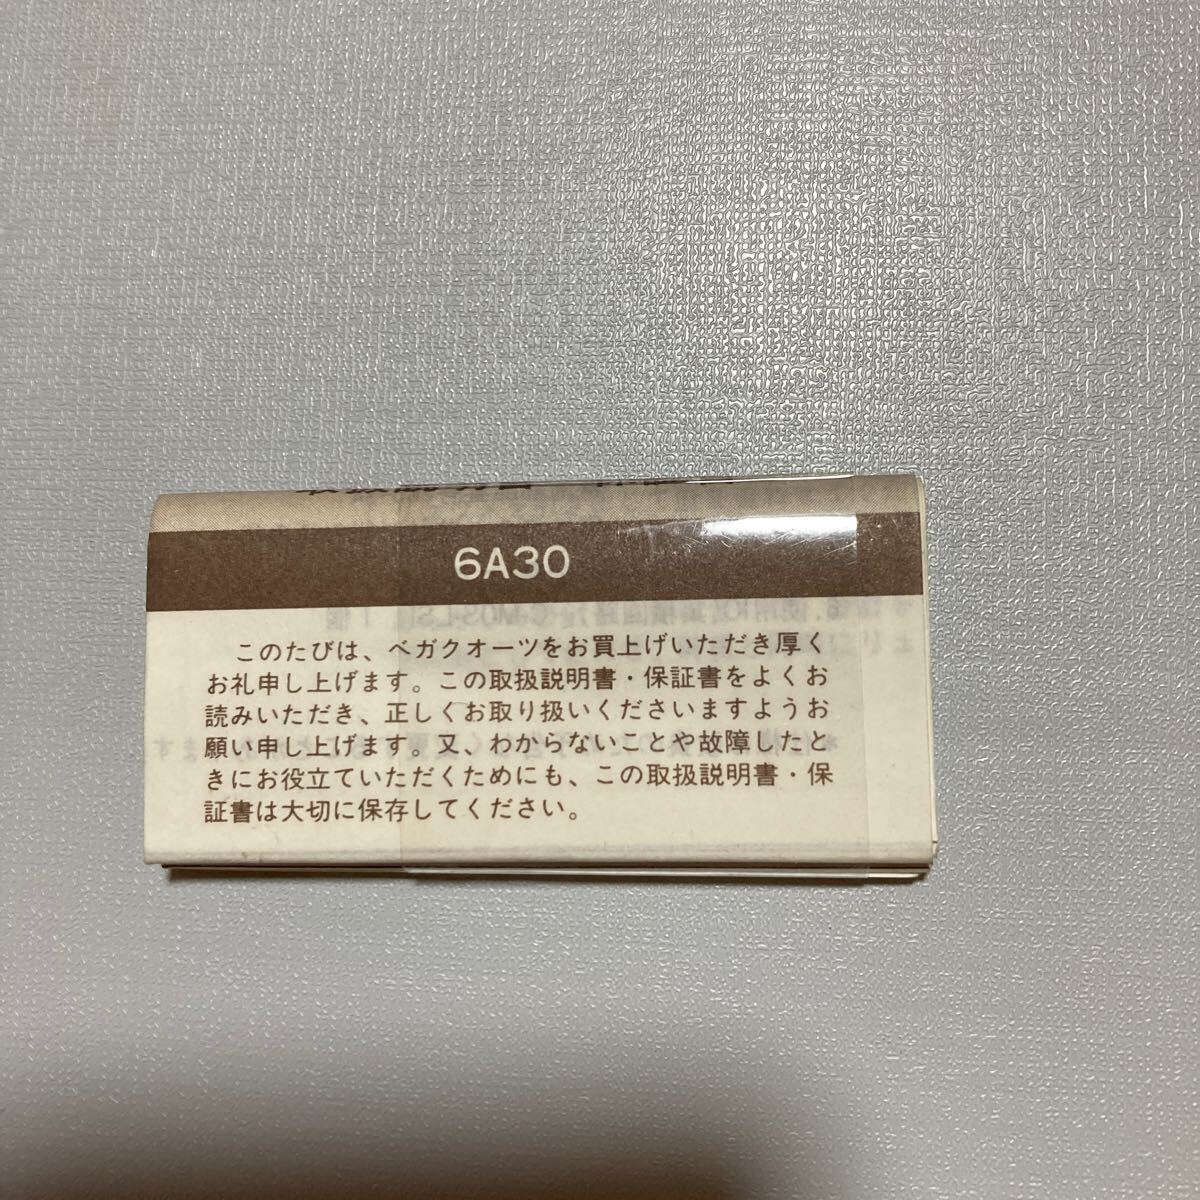 6A30
このたびは、ベガクオーツをお買上げいただき厚く
お礼申し上げます。この取扱説明書・保証書をよくお
読みいただき、正しくお取り扱いくださいますようお
願い申し上げます。又、わからないことや故障したと
きにお役立ていただくためにも、この取扱説明書・保
証書は大切に保存してください。